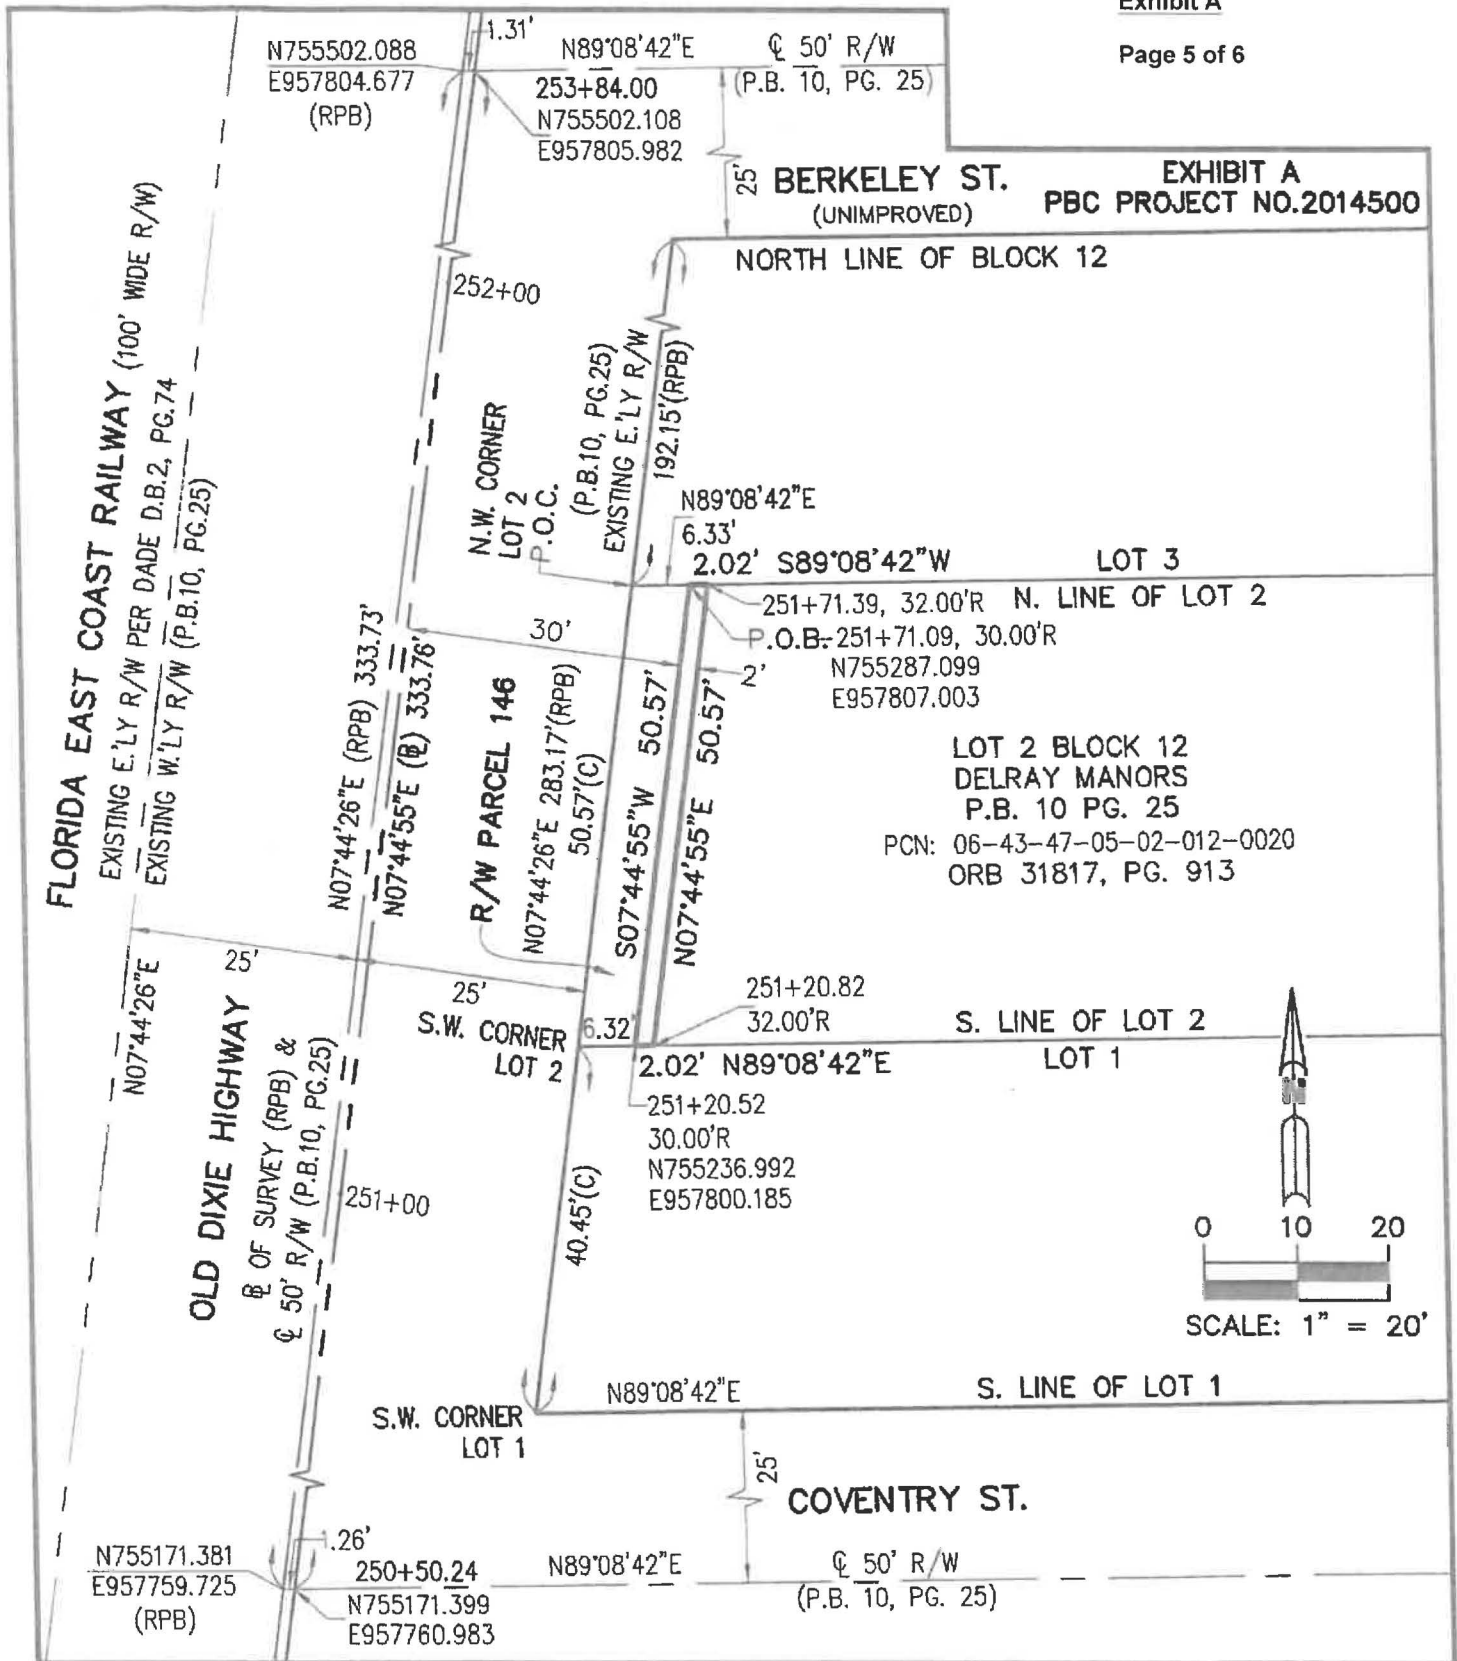 Exhibit A
Page 5 of 6
EXHIBIT A
PBC PROJECT NO.2014500
N755502.088
E957804.677
(RPB)
1.31'
N89°08'42"E
℄ 50' R/W
(P.B. 10, PG. 25)
253+84.00
N755502.108
E957805.982
25'
BERKELEY ST.
(UNIMPROVED)
NORTH LINE OF BLOCK 12
252+00
FLORIDA EAST COAST RAILWAY (100' WIDE R/W)
EXISTING E.'LY R/W PER DADE D.B.2, PG.74
EXISTING W.'LY R/W (P.B.10, PG.25)
N.W. CORNER
LOT 2
P.O.C.
(P.B.10, PG.25)
EXISTING E.'LY R/W
192.15'(RPB)
N89°08'42"E
6.33'
2.02' S89°08'42"W
LOT 3
251+71.39, 32.00'R
N. LINE OF LOT 2
P.O.B. 251+71.09, 30.00'R
N755287.099
E957807.003
30'
2'
N07°44'26"E (RPB) 333.73'
N07°44'55"E (BL) 333.76'
R/W PARCEL 146
N07°44'26"E 283.17'(RPB)
50.57'(C)
S07°44'55"W 50.57'
N07°44'55"E 50.57'
LOT 2 BLOCK 12
DELRAY MANORS
P.B. 10 PG. 25
PCN: 06-43-47-05-02-012-0020
ORB 31817, PG. 913
N07°44'26"E
25'
25'
S.W. CORNER
LOT 2
6.32'
251+20.82
32.00'R
S. LINE OF LOT 2
2.02' N89°08'42"E
LOT 1
251+20.52
30.00'R
N755236.992
E957800.185
OLD DIXIE HIGHWAY
BL OF SURVEY (RPB) &
℄ 50' R/W (P.B.10, PG.25)
251+00
40.45'(C)
N
0 10 20
SCALE: 1" = 20'
S.W. CORNER
LOT 1
N89°08'42"E
S. LINE OF LOT 1
25'
COVENTRY ST.
N755171.381
E957759.725
(RPB)
1.26'
250+50.24
N755171.399
E957760.983
N89°08'42"E
℄ 50' R/W
(P.B. 10, PG. 25)